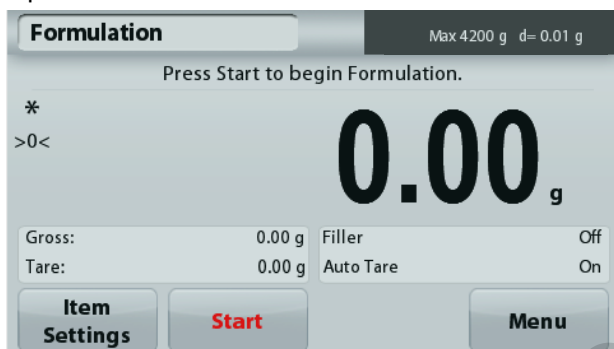 Formulation
Max 4200 g d= 0.01 g
Press Start to begin Formulation.
*
>0<
0.00 g
Gross: 0.00 g Filler Off
Tare: 0.00 g Auto Tare On
Item Settings
Start
Menu